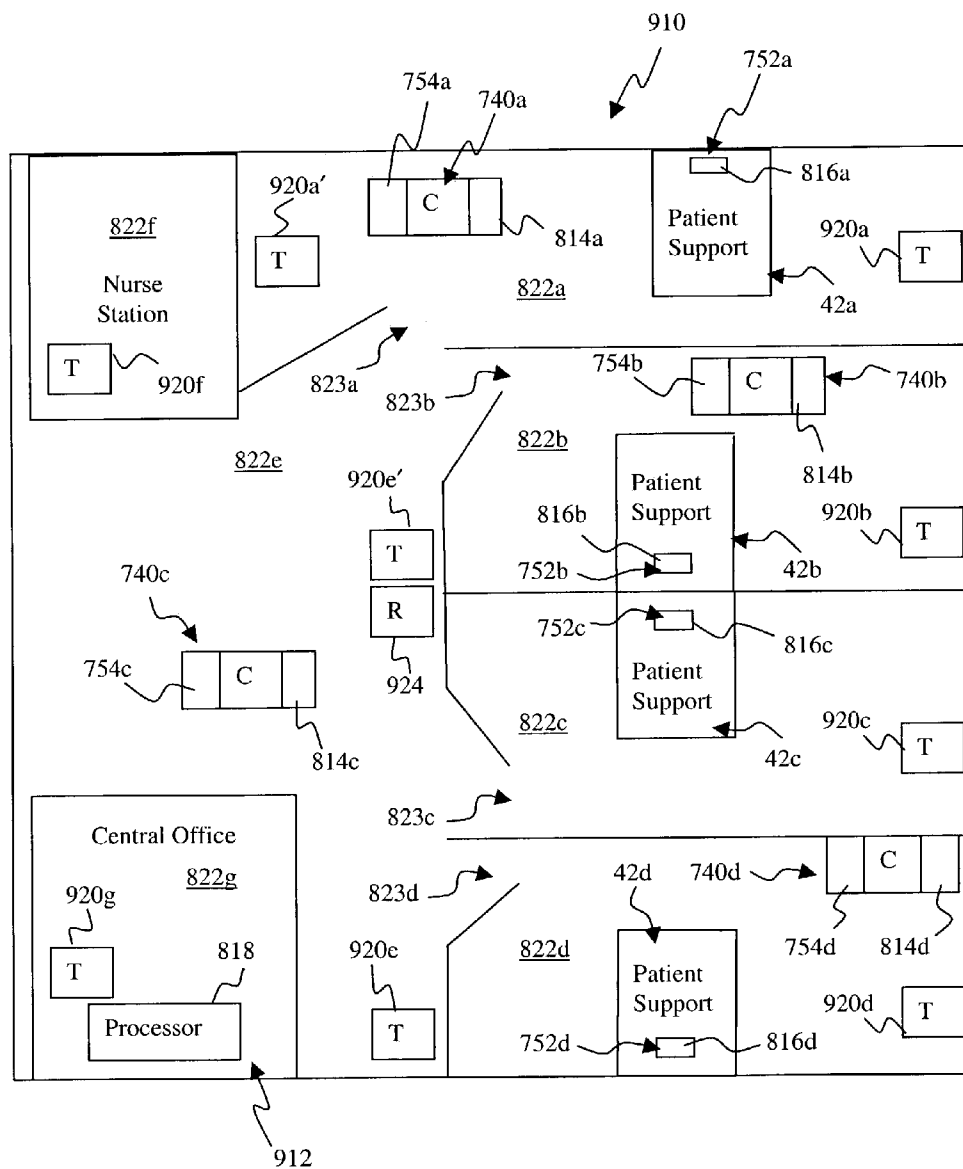 910
752a
754a
740a
816a
920a′
C
822f
Patient
Support
920a
T
814a
T
822a
42a
Nurse
Station
T
920f
823a
823b
754b
C
740b
822e
822b
814b
920e′
Patient
Support
920b
T
816b
T
752b
42b
740c
R
752c
816c
754c
C
924
Patient
Support
920c
822c
T
814c
42c
823c
Central Office
822g
C
42d
740d
823d
920g
822d
754d
814d
T
818
920e
Patient
Support
920d
T
Processor
T
752d
816d
912